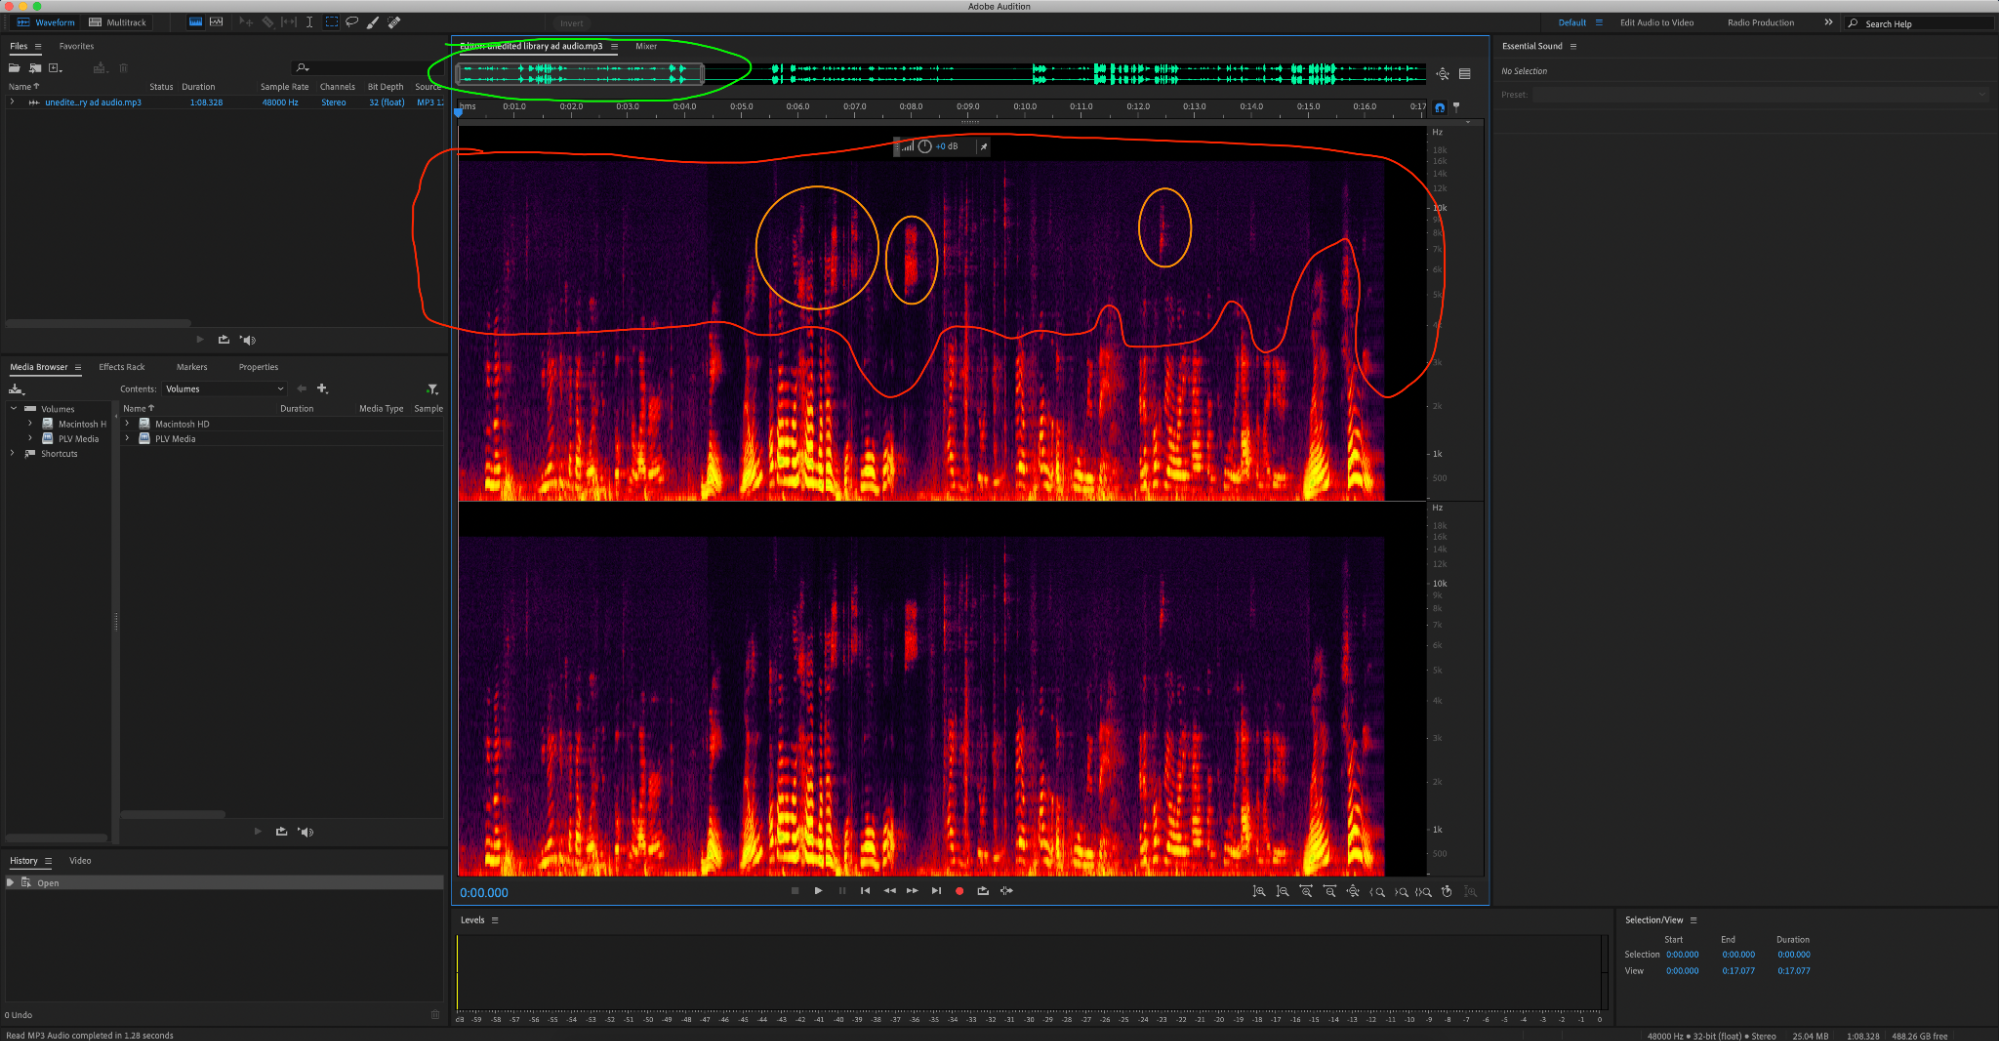 Adobe Audition
Waveform Multitrack Invert Default Edit Audio to Video Radio Production Search Help
Files Favorites
Name Status Duration Sample Rate Channels Bit Depth Source
unedite...ry ad audio.mp3 1:08.328 48000 Hz Stereo 32 (float) MP3 12
Media Browser Effects Rack Markers Properties
Contents: Volumes
Volumes
Macintosh H
PLV Media
Shortcuts
Name Duration Media Type Sample
Macintosh HD
PLV Media
History Video
Open
0 Undo
Read MP3 Audio completed in 1.28 seconds
Editor: unedited library ad audio.mp3 Mixer
hms 0:01.0 0:02.0 0:03.0 0:04.0 0:05.0 0:06.0 0:07.0 0:08.0 0:09.0 0:10.0 0:11.0 0:12.0 0:13.0 0:14.0 0:15.0 0:16.0 0:17
+0 dB
Hz
18k
16k
14k
12k
10k
9k
8k
7k
6k
5k
4k
3k
2k
1k
500
Hz
18k
16k
14k
12k
10k
9k
8k
7k
6k
5k
4k
3k
2k
1k
500
0:00.000
Levels
dB -59 -58 -57 -56 -55 -54 -53 -52 -51 -50 -49 -48 -47 -46 -45 -44 -43 -42 -41 -40 -39 -38 -37 -36 -35 -34 -33 -32 -31 -30 -29 -28 -27 -26 -25 -24 -23 -22 -21 -20 -19 -18 -17 -16 -15 -14 -13 -12 -11 -10 -9 -8 -7 -6 -5 -4 -3 -2 -1 0
Essential Sound
No Selection
Preset:
Selection/View
Start End Duration
Selection 0:00.000 0:00.000 0:00.000
View 0:00.000 0:17.077 0:17.077
48000 Hz • 32-bit (float) • Stereo 25.04 MB 1:08.328 488.26 GB free